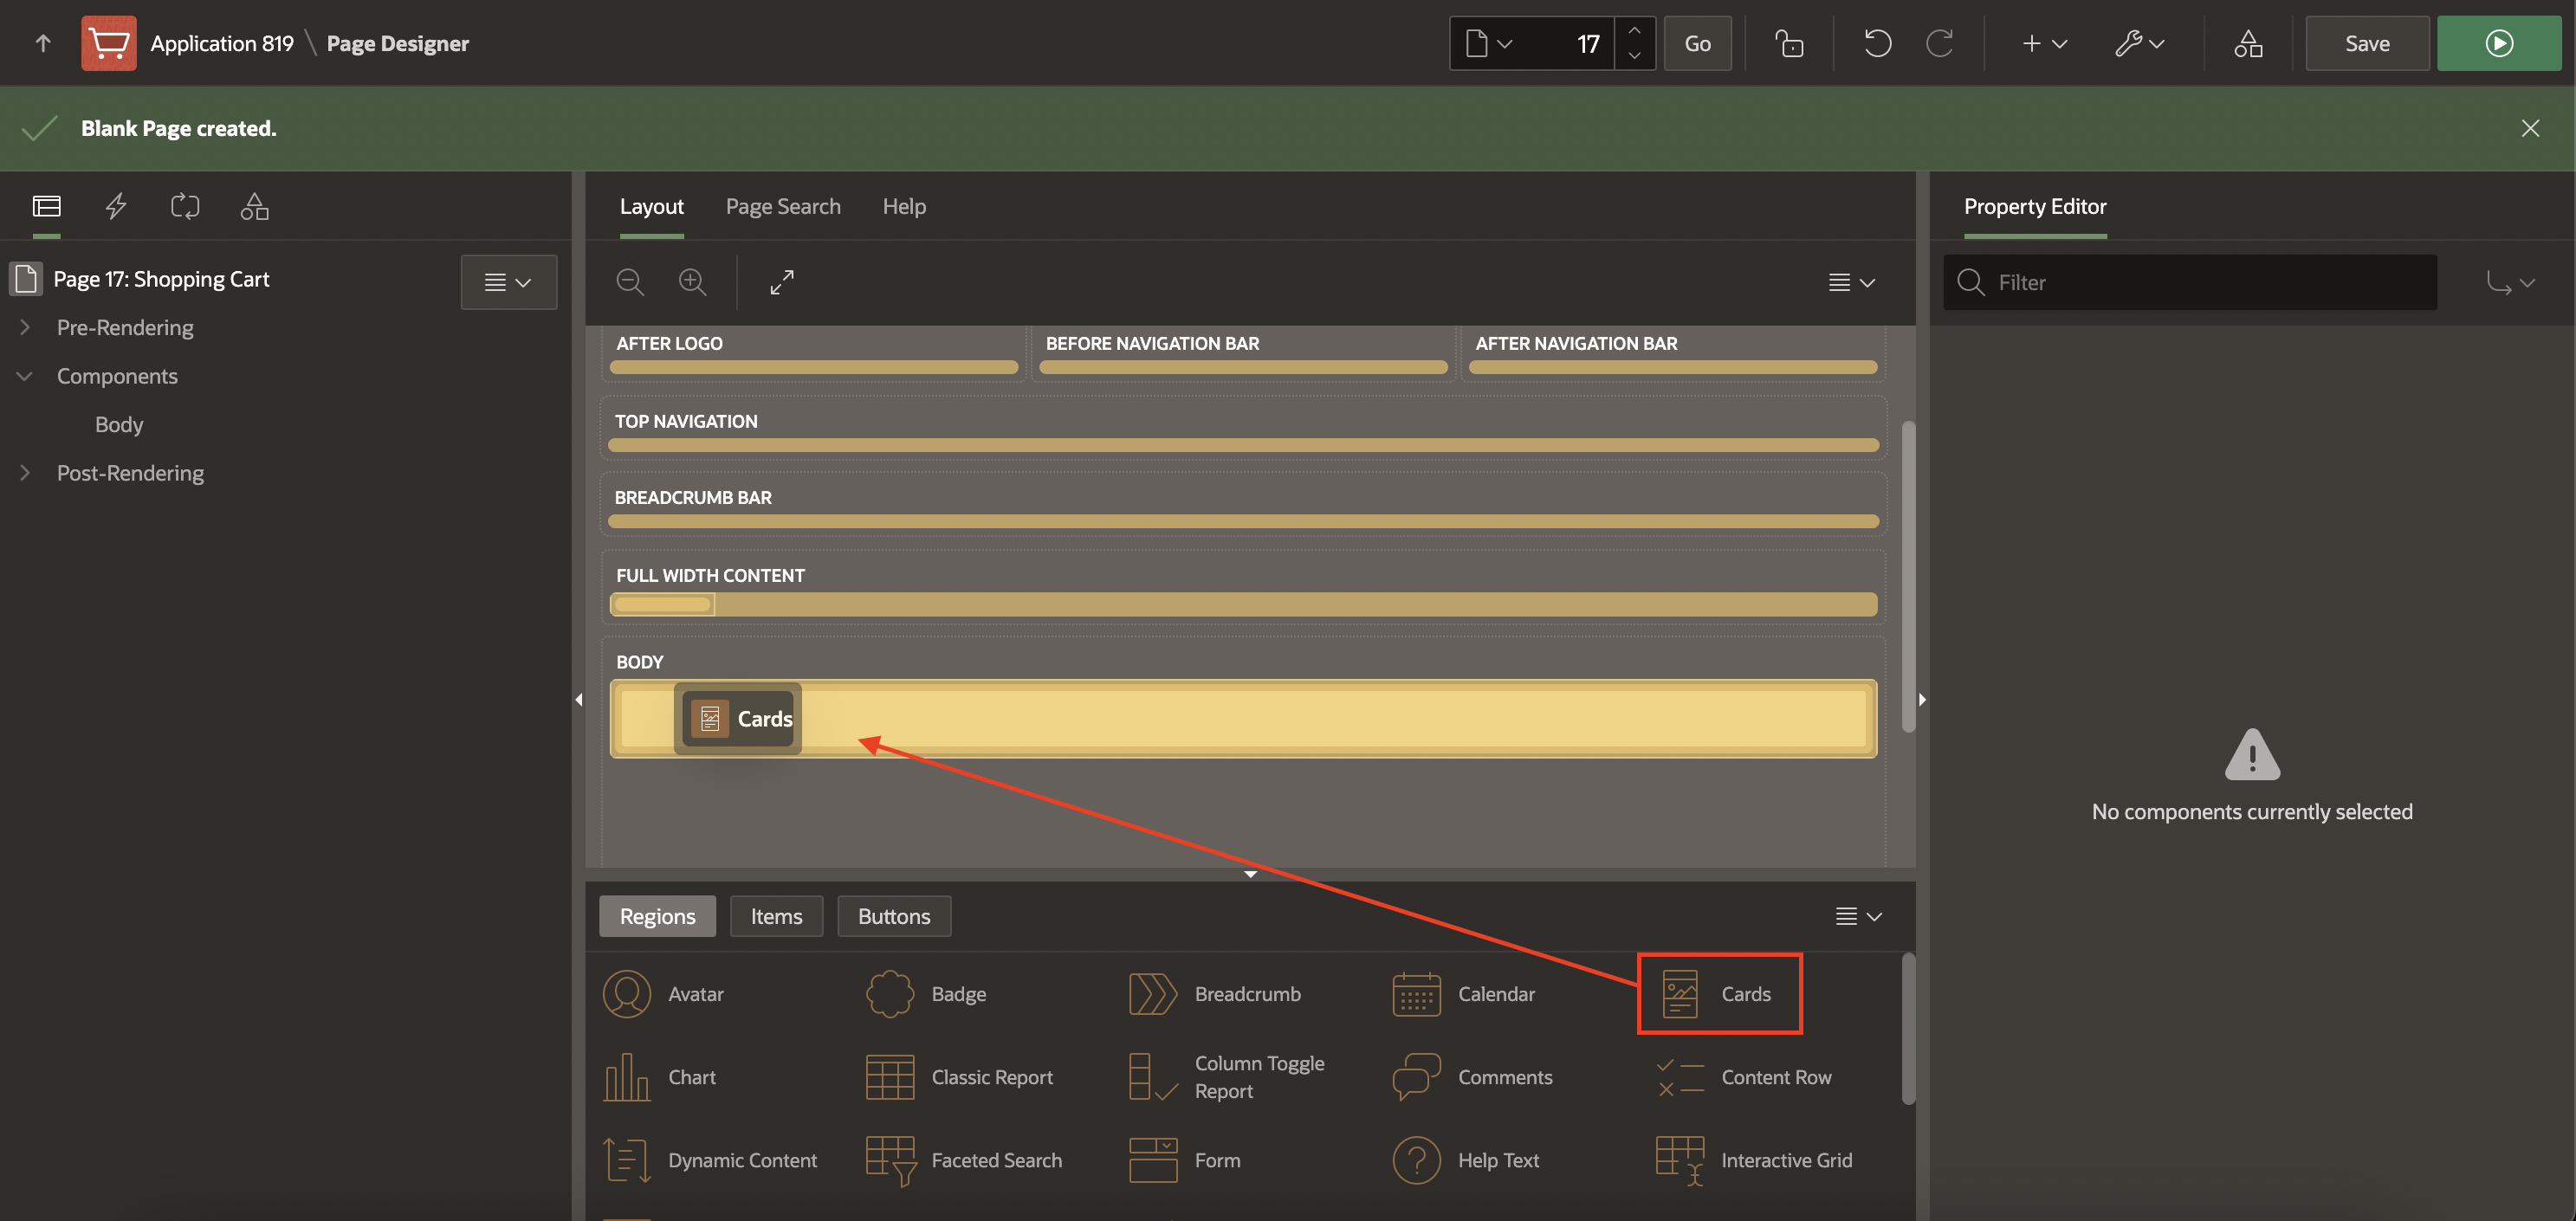 Application 819 \ Page Designer
17
Go
Save
Blank Page created.
Layout
Page Search
Help
Property Editor
Page 17: Shopping Cart
Filter
Pre-Rendering
Components
Body
Post-Rendering
AFTER LOGO
BEFORE NAVIGATION BAR
AFTER NAVIGATION BAR
TOP NAVIGATION
BREADCRUMB BAR
FULL WIDTH CONTENT
BODY
Cards
No components currently selected
Regions
Items
Buttons
Avatar
Badge
Breadcrumb
Calendar
Cards
Chart
Classic Report
Column Toggle
Report
Comments
Content Row
Dynamic Content
Faceted Search
Form
Help Text
Interactive Grid